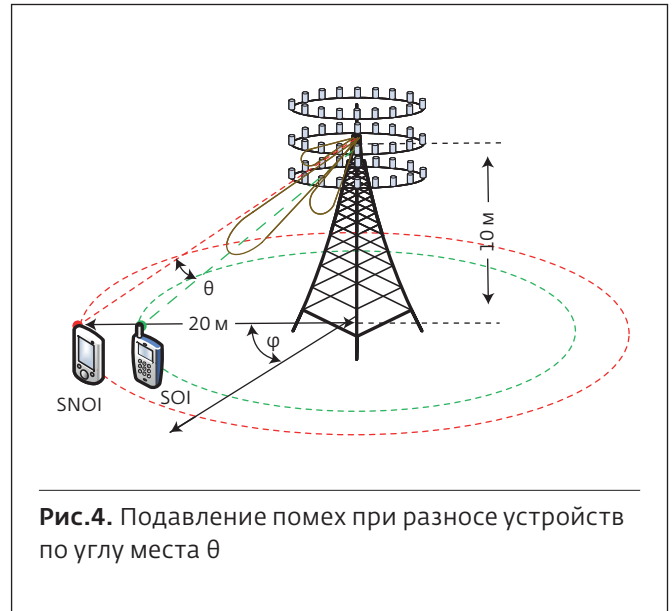 10 м
θ
20 м
φ
SNOI
SOI
Рис.4. Подавление помех при разносе устройств
по углу места θ